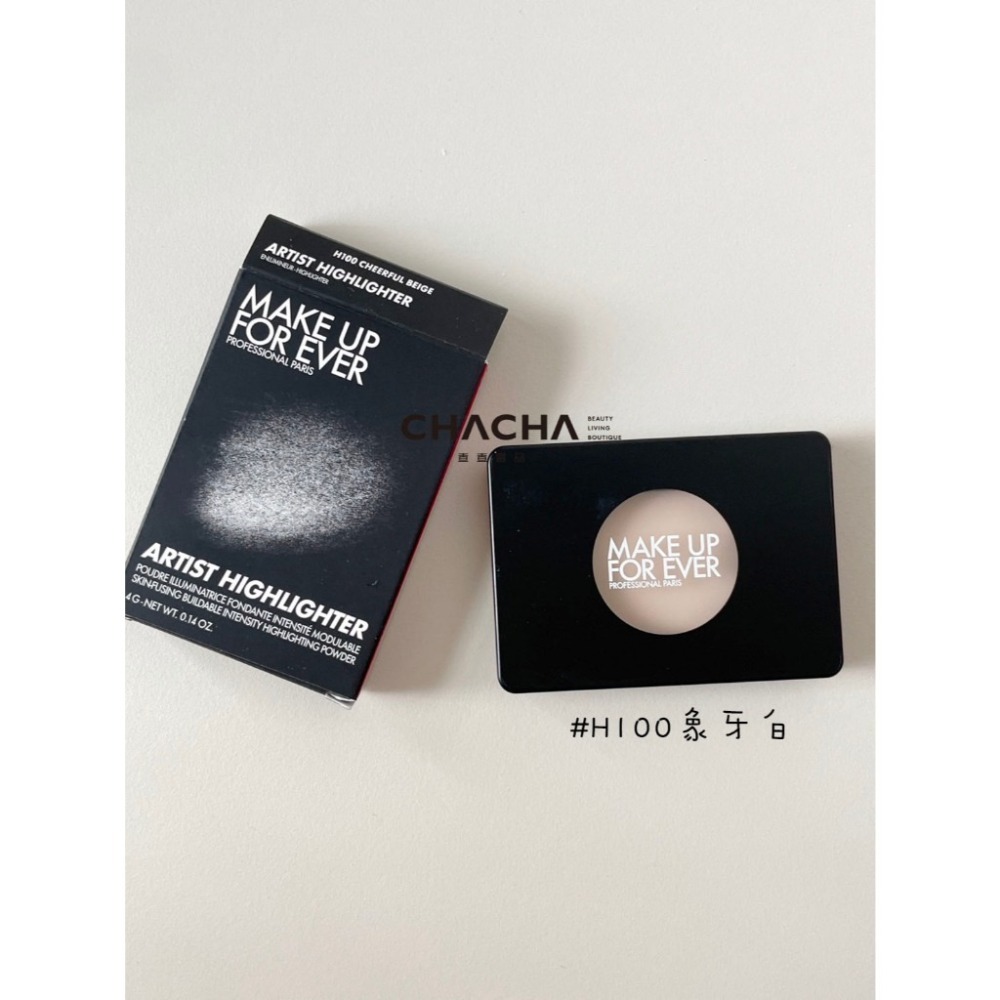 H100 CHEERFUL BEIGE
ARTIST HIGHLIGHTER
ENLUMINEUR - HIGHLIGHTER
MAKE UP
FOR EVER
PROFESSIONAL PARIS
ARTIST HIGHLIGHTER
POUDRE ILLUMINATRICE FONDANTE INTENSITÉ MODULABLE
SKIN-FUSING BUILDABLE INTENSITY HIGHLIGHTING POWDER
4 G - NET WT. 0.14 OZ.
CHACHA
BEAUTY
LIVING
BOUTIQUE
MAKE UP
FOR EVER
PROFESSIONAL PARIS
#H100象牙白